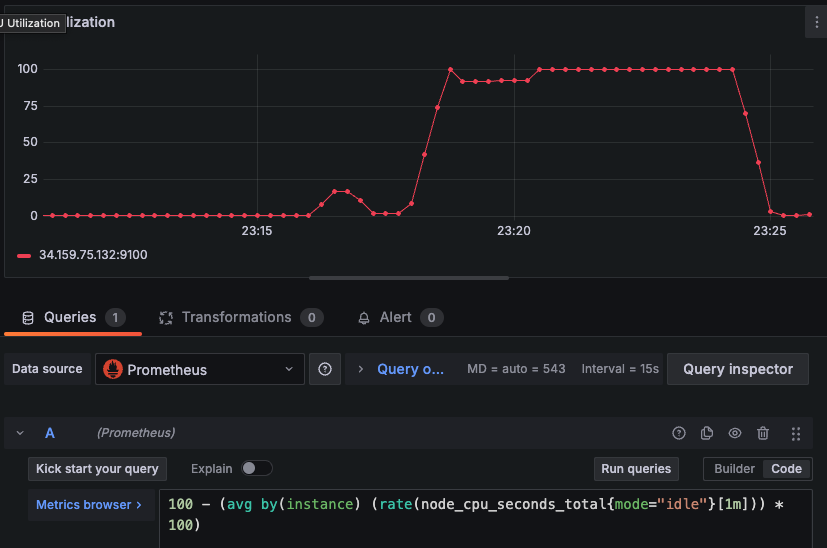 J Utilization
lization
100
75
50
25
0
23:15
23:20
23:25
34.159.75.132:9100
Queries 1 Transformations 0 Alert 0
Data source Prometheus Query o... MD = auto = 543 Interval = 15s Query inspector
A (Prometheus)
Kick start your query Explain Run queries Builder Code
Metrics browser > 100 - (avg by(instance) (rate(node_cpu_seconds_total{mode="idle"}[1m])) *
100)